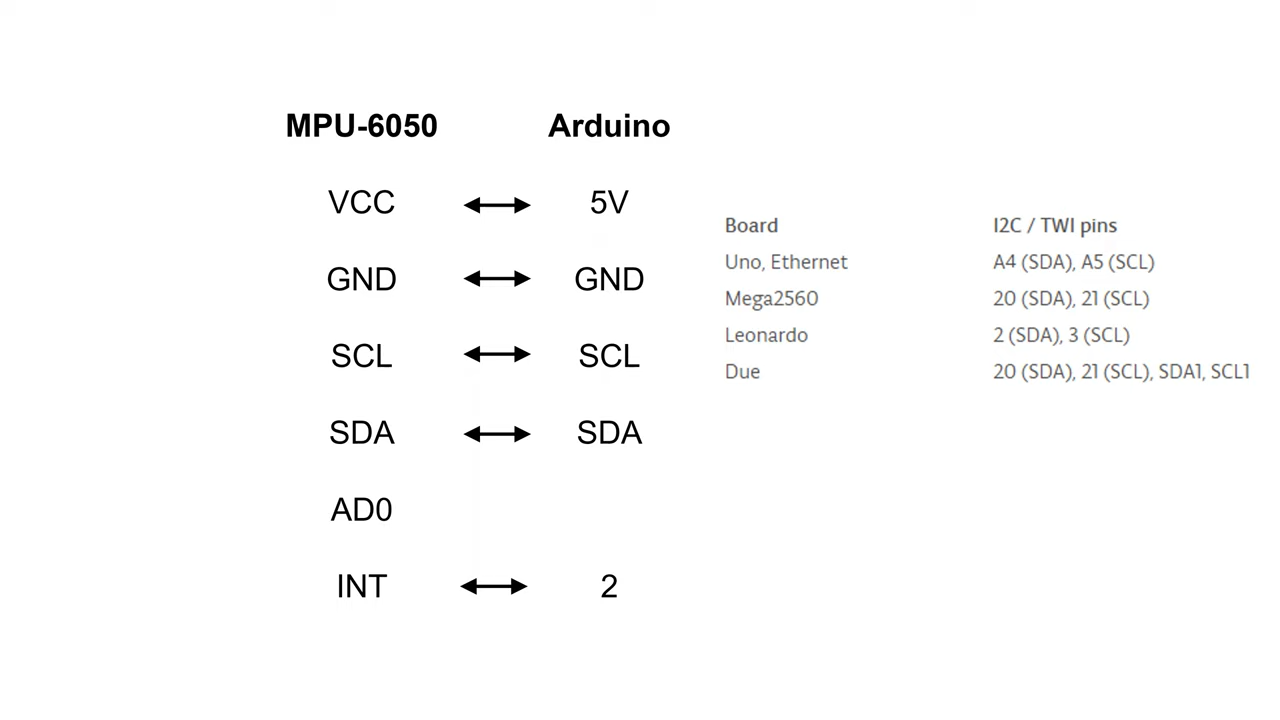 MPU-6050 Arduino
VCC 5V
GND GND
SCL SCL
SDA SDA
AD0
INT 2
Board I2C / TWI pins
Uno, Ethernet A4 (SDA), A5 (SCL)
Mega2560 20 (SDA), 21 (SCL)
Leonardo 2 (SDA), 3 (SCL)
Due 20 (SDA), 21 (SCL), SDA1, SCL1